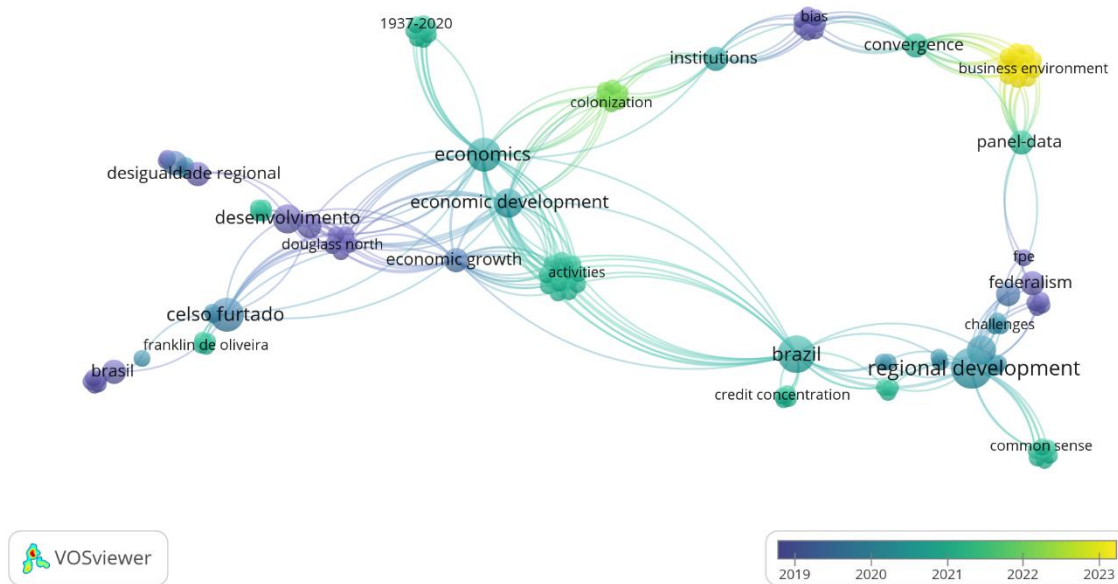 1937-2020
bias
convergence
institutions
business environment
colonization
panel-data
economics
desigualdade regional
economic development
desenvolvimento
douglass north
economic growth
fpe
activities
federalism
celso furtado
challenges
franklin de oliveira
brazil
brasil
regional development
credit concentration
common sense
VOSviewer
2019 2020 2021 2022 2023